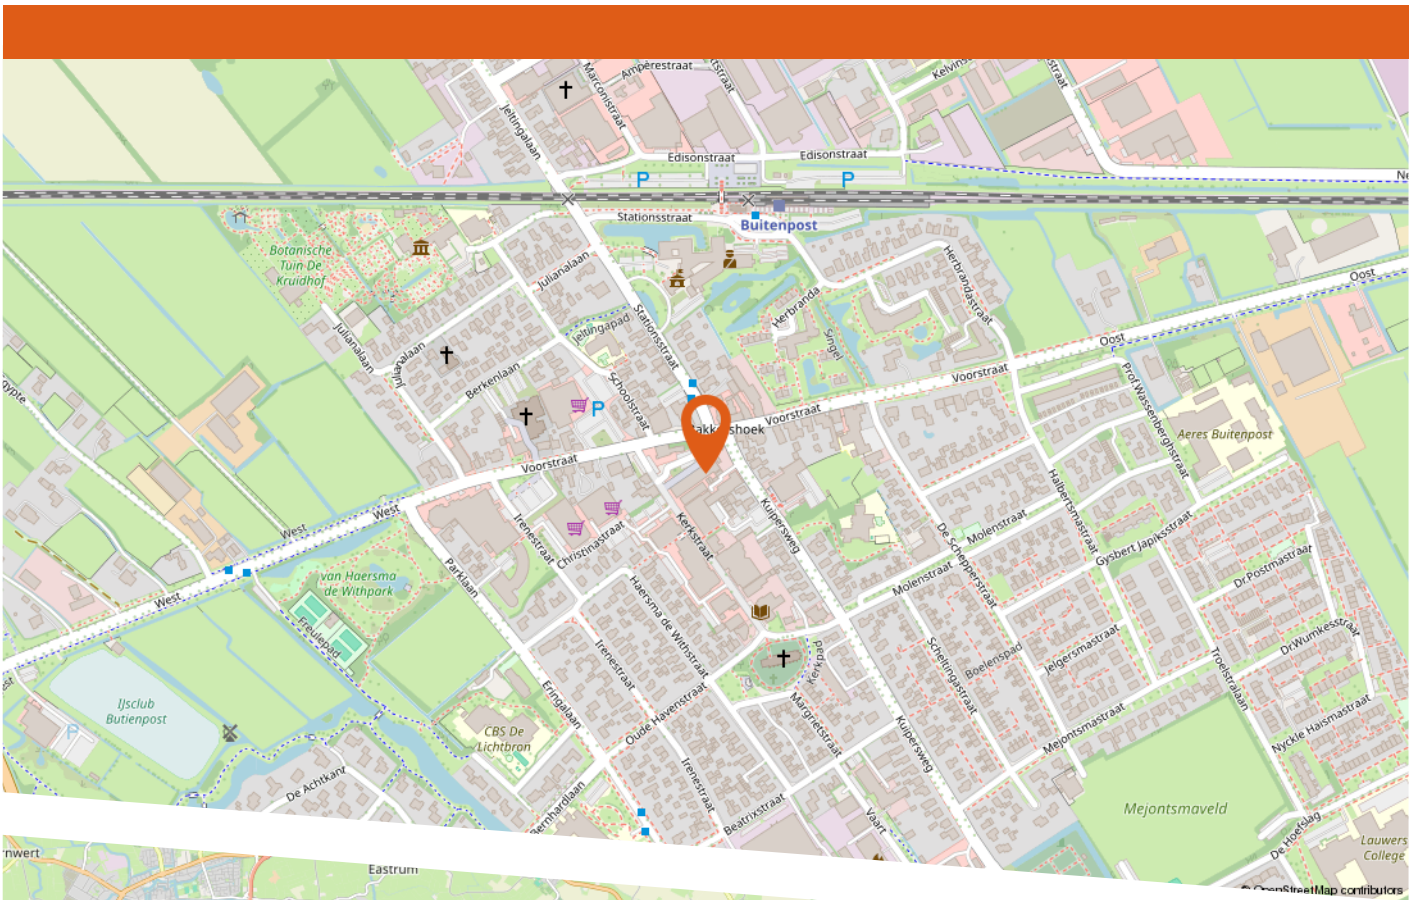 Amperestraat
Marconistraat
Jeltingalaan
Edisonstraat
Edisonstraat
P
P
Stationsstraat
Buitenpost
Botanische
Tuin De
Kruidhof
Julianalaan
Herbrandastraat
Oost
Herbranda
Stationsstraat
Jeltingapad
Singel
Julianalaan
Julianalaan
Oost
Berkenlaan
Schoolstraat
Voorstraat
Prof.Wassenberghstraat
P
Voorstraat
Aeres Buitenpost
Voorstraat
Halbertsmastraat
West
West
Irenestraat
Christinastraat
Kerkstraat
Kuipersweg
De Schepperstraat
Molenstraat
Gysbert Japiksstraat
Parklaan
van Haersma
de Withpark
Molenstraat
Dr.Postmastraat
West
Haersma de Withstraat
Freulepad
Irenestraat
Kerkpad
Scheltingastraat
Boelenspad
Jelgersmastraat
Dr.Wumkesstraat
Troelstralaan
IJsclub
Butienpost
Eringalaan
Oude Havenstraat
Margrietstraat
Kuipersweg
Mejontsmastraat
Nyckle Haismastraat
P
CBS De
Lichtbron
Irenestraat
De Achtkant
Beatrixstraat
Vaart
Mejontsmaveld
De Hoefslag
Lauwers
College
Eastrum
© OpenStreetMap contributors